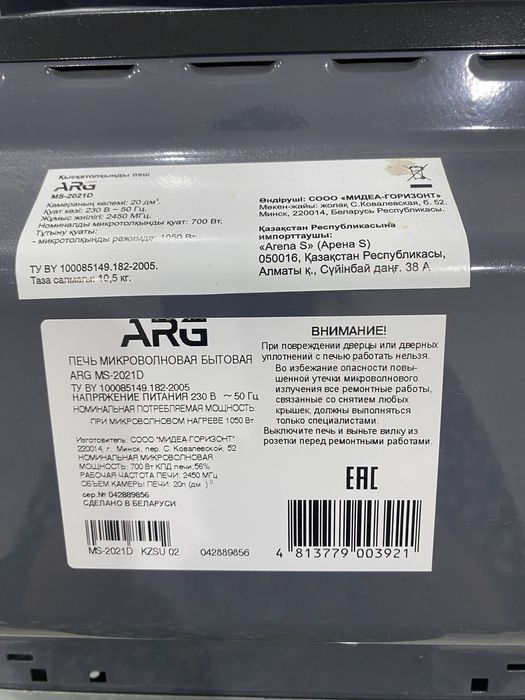 Қысқатолқынды пеш
ARG
MS-2021D
Камераның көлемі: 20 дм³.
Қуат көзі: 230 В ~ 50 Гц.
Жұмыс жиілігі: 2450 МГц.
Номиналды микротолқынды қуат: 700 Вт.
Тұтыну қуаты:
- микротолқынды режимде: 1050 Вт.
ТУ BY 100085149.182-2005.
Таза салмағы: 10,5 кг.
Өндіруші: СООО «МИДЕА-ГОРИЗОНТ»
Мекен-жайы: жолақ С.Ковалевская, б. 52.
Минск, 220014, Беларусь Республикасы.
Қазақстан Республикасына
импорттаушы:
«Arena S» (Арена S)
050016, Қазақстан Республикасы,
Алматы қ., Сүйінбай даңғ. 38 А
ARG
ПЕЧЬ МИКРОВОЛНОВАЯ БЫТОВАЯ
ARG MS-2021D
ТУ BY 100085149.182-2005
НАПРЯЖЕНИЕ ПИТАНИЯ 230 В ~ 50 Гц
НОМИНАЛЬНАЯ ПОТРЕБЛЯЕМАЯ МОЩНОСТЬ:
ПРИ МИКРОВОЛНОВОМ НАГРЕВЕ 1050 Вт
Изготовитель: СООО "МИДЕА-ГОРИЗОНТ"
220014, г. Минск, пер. С. Ковалевской, 52
НОМИНАЛЬНАЯ МИКРОВОЛНОВАЯ
МОЩНОСТЬ: 700 Вт КПД печи:56%
РАБОЧАЯ ЧАСТОТА ПЕЧИ: 2450 МГц
ОБЪЕМ КАМЕРЫ ПЕЧИ: 20л (дм )³
сер.№ 042889856
СДЕЛАНО В БЕЛАРУСИ
MS-2021D KZSU 02 042889856
ВНИМАНИЕ!
При повреждении дверцы или дверных
уплотнений с печью работать нельзя.
Во избежание опасности повы-
шенной утечки микроволнового
излучения все ремонтные работы,
связанные со снятием любых
крышек, должны выполняться
только специалистами.
Выключите печь и выньте вилку из
розетки перед ремонтными работами.
EAC
4 813779 003921